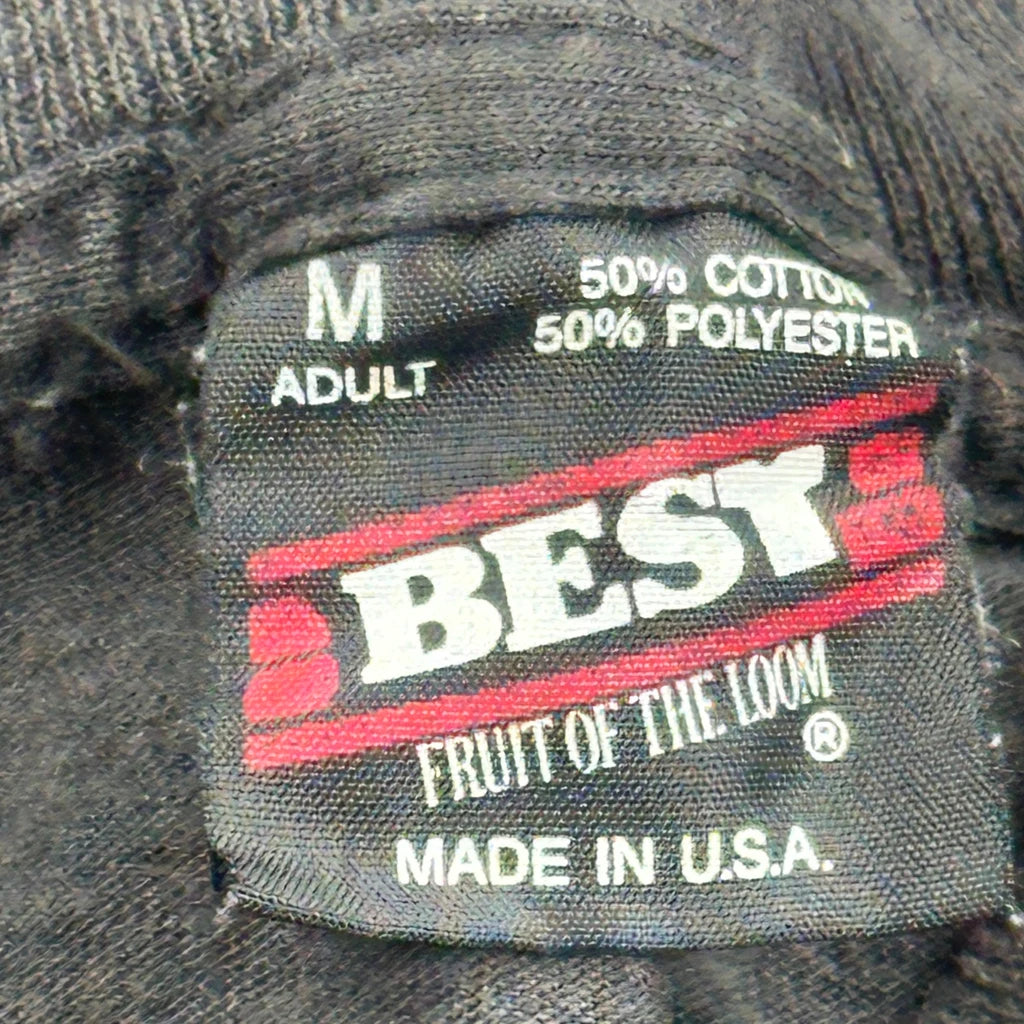 M
ADULT
50% COTTON
50% POLYESTER
BEST
FRUIT OF THE LOOM
®
MADE IN U.S.A.